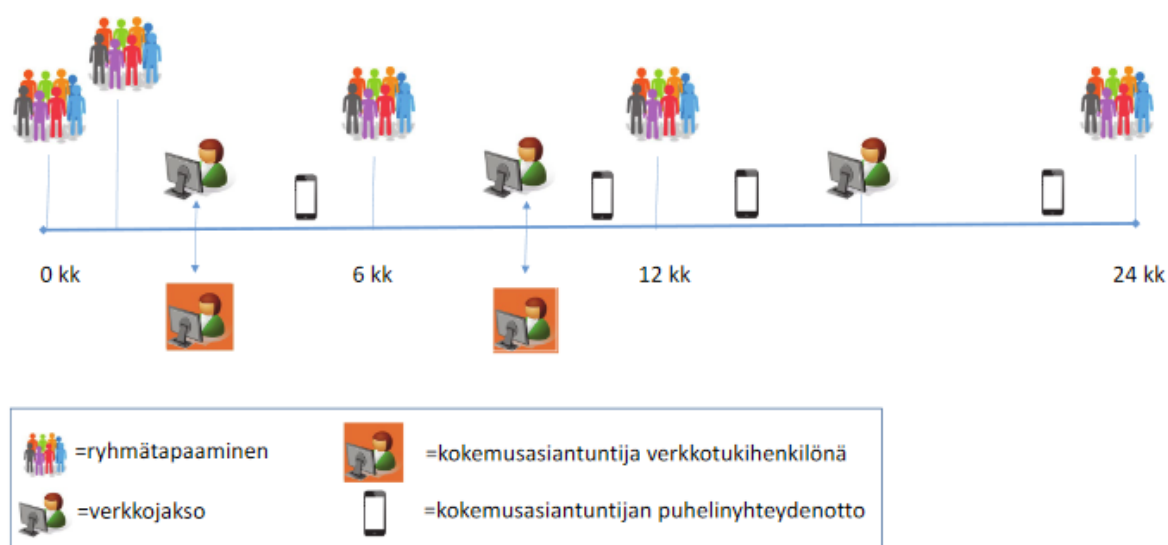 0 kk
6 kk
12 kk
24 kk
=ryhmätapaaminen
=kokemusasiantuntija verkkotukihenkilönä
=verkkojakso
=kokemusasiantuntijan puhelinyhteydenotto